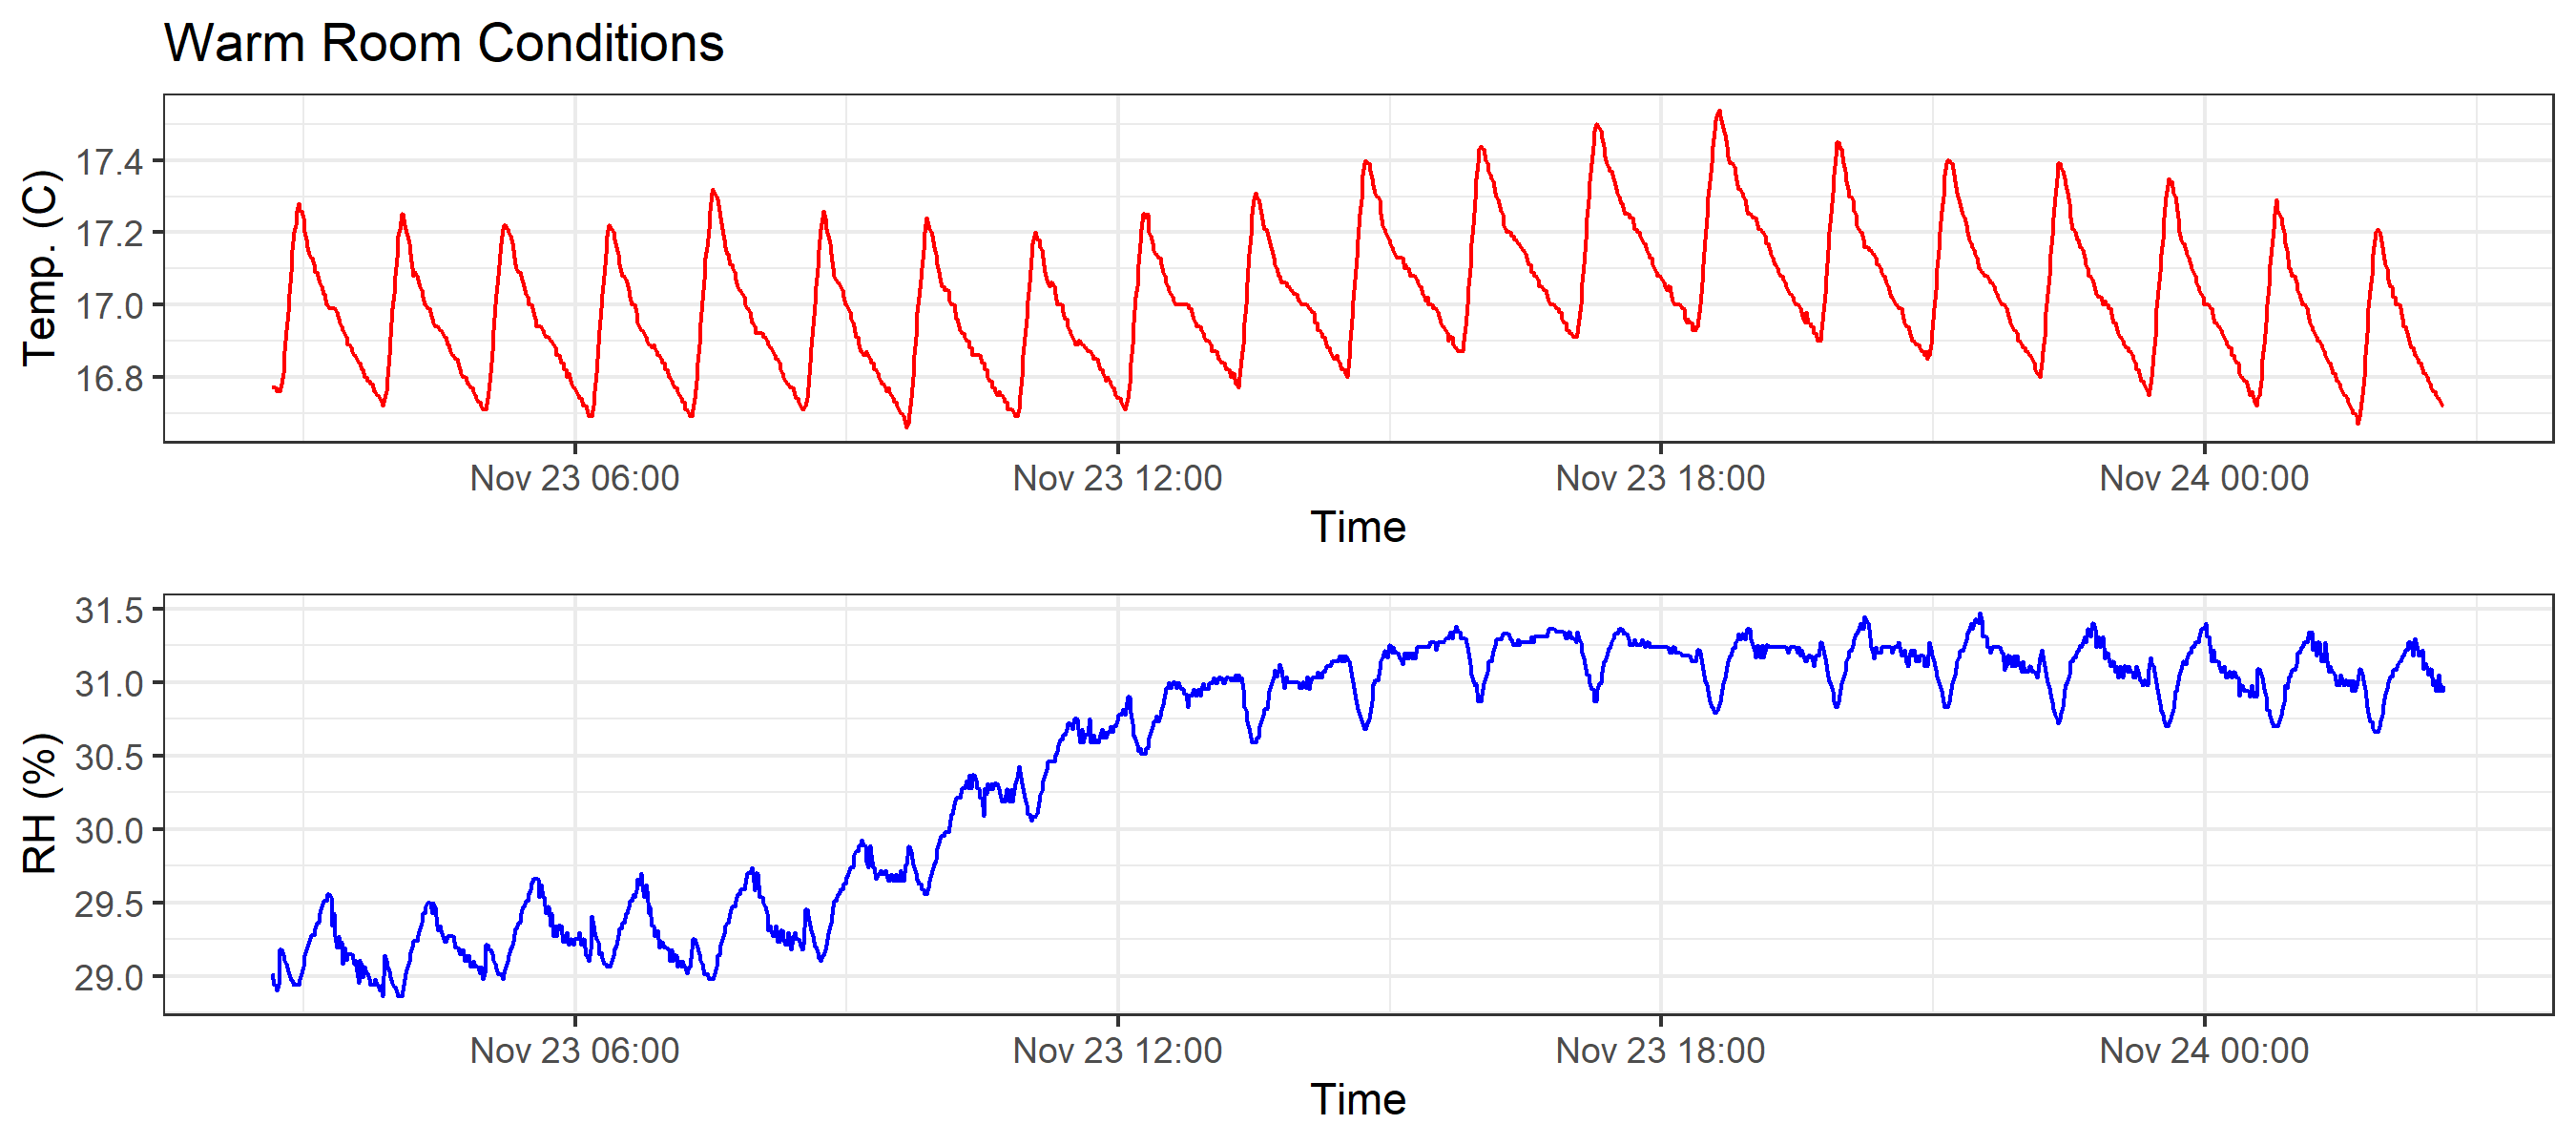 Warm Room Conditions
Temp. (C)
17.4
17.2
17.0
16.8
Nov 23 06:00 Nov 23 12:00 Nov 23 18:00 Nov 24 00:00
Time
RH (%)
31.5
31.0
30.5
30.0
29.5
29.0
Nov 23 06:00 Nov 23 12:00 Nov 23 18:00 Nov 24 00:00
Time